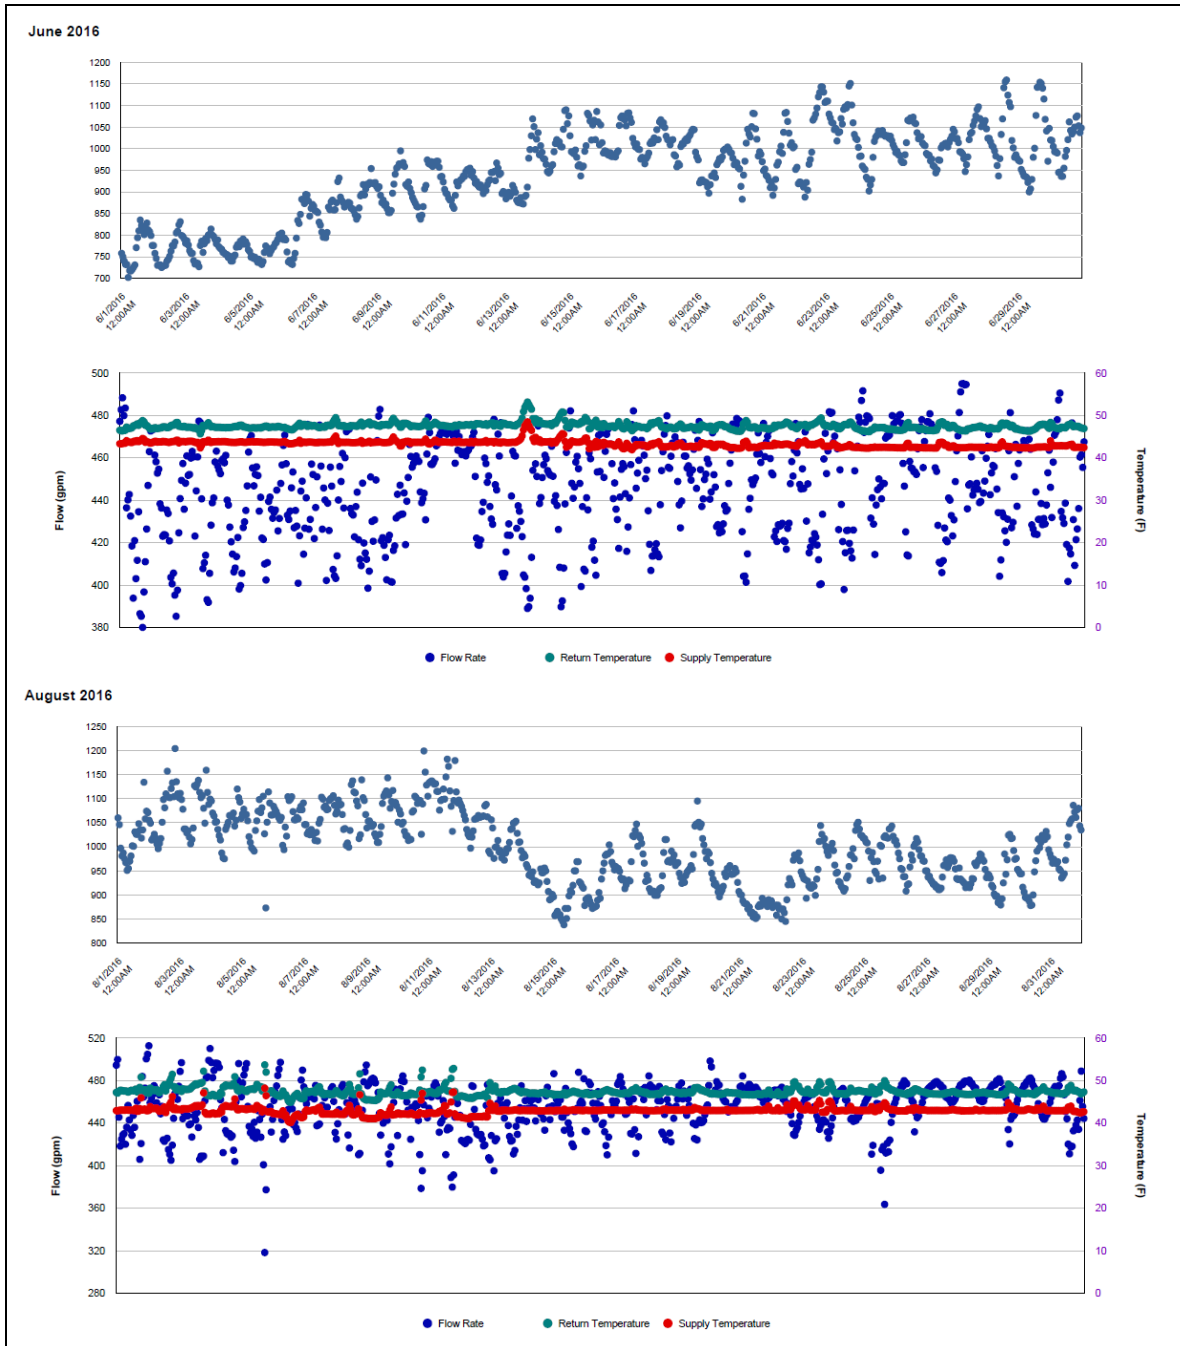 June 2016
1200
1150
1100
1050
1000
950
900
850
800
750
700
6/1/2016 12:00AM
6/3/2016 12:00AM
6/5/2016 12:00AM
6/7/2016 12:00AM
6/9/2016 12:00AM
6/11/2016 12:00AM
6/13/2016 12:00AM
6/15/2016 12:00AM
6/17/2016 12:00AM
6/19/2016 12:00AM
6/21/2016 12:00AM
6/23/2016 12:00AM
6/25/2016 12:00AM
6/27/2016 12:00AM
6/29/2016 12:00AM
500
480
460
440
420
400
380
Flow (gpm)
60
50
40
30
20
10
0
Temperature (F)
Flow Rate
Return Temperature
Supply Temperature
August 2016
1250
1200
1150
1100
1050
1000
950
900
850
800
8/1/2016 12:00AM
8/3/2016 12:00AM
8/5/2016 12:00AM
8/7/2016 12:00AM
8/9/2016 12:00AM
8/11/2016 12:00AM
8/13/2016 12:00AM
8/15/2016 12:00AM
8/17/2016 12:00AM
8/19/2016 12:00AM
8/21/2016 12:00AM
8/23/2016 12:00AM
8/25/2016 12:00AM
8/27/2016 12:00AM
8/29/2016 12:00AM
8/31/2016 12:00AM
520
480
440
400
360
320
280
Flow (gpm)
60
50
40
30
20
10
0
Temperature (F)
Flow Rate
Return Temperature
Supply Temperature